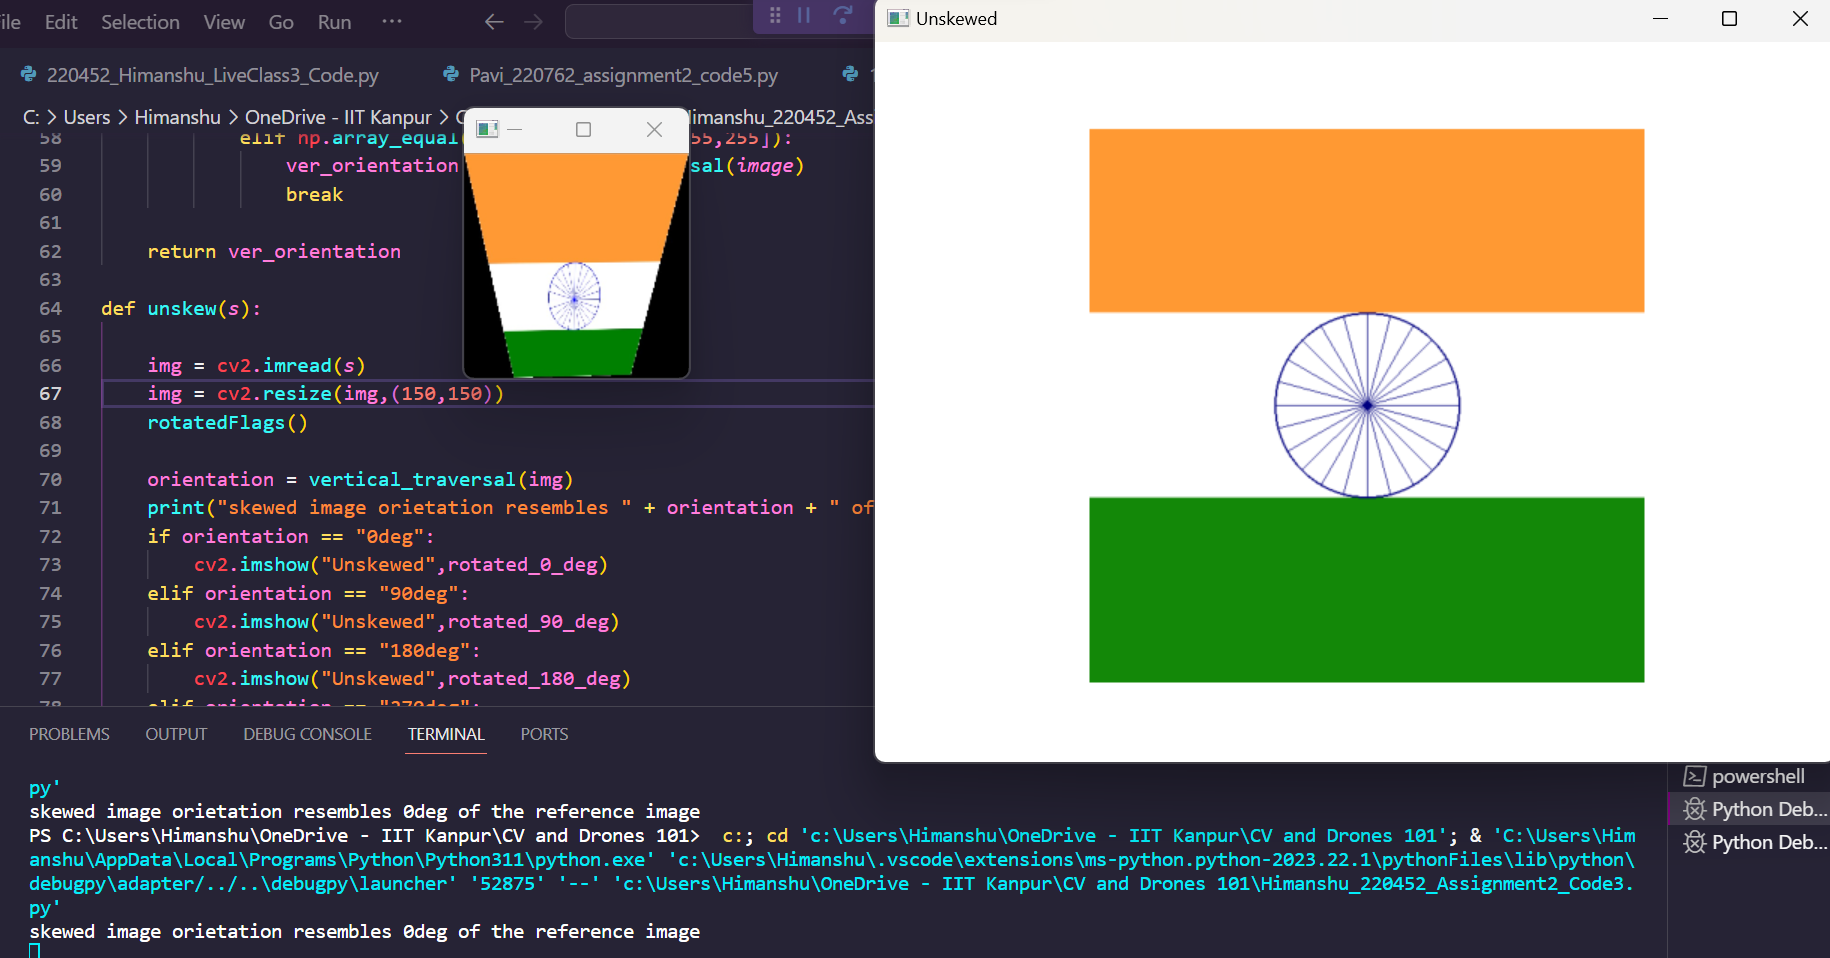 File Edit Selection View Go Run ···
Unskewed
220452_Himanshu_LiveClass3_Code.py Pavi_220762_assignment2_code5.py
C: > Users > Himanshu > OneDrive - IIT Kanpur > C imanshu_220452_Ass
58 elif np.array_equal( 55,255]):
59 ver_orientation sal(image)
60 break
61
62 return ver_orientation
63
64 def unskew(s):
65
66 img = cv2.imread(s)
67 img = cv2.resize(img,(150,150))
68 rotatedFlags()
69
70 orientation = vertical_traversal(img)
71 print("skewed image orietation resembles " + orientation + " of
72 if orientation == "0deg":
73 cv2.imshow("Unskewed",rotated_0_deg)
74 elif orientation == "90deg":
75 cv2.imshow("Unskewed",rotated_90_deg)
76 elif orientation == "180deg":
77 cv2.imshow("Unskewed",rotated_180_deg)
78 elif orientation == "270deg":
PROBLEMS OUTPUT DEBUG CONSOLE TERMINAL PORTS
py'
skewed image orietation resembles 0deg of the reference image
PS C:\Users\Himanshu\OneDrive - IIT Kanpur\CV and Drones 101> c:; cd 'c:\Users\Himanshu\OneDrive - IIT Kanpur\CV and Drones 101'; & 'C:\Users\Him
anshu\AppData\Local\Programs\Python\Python311\python.exe' 'c:\Users\Himanshu\.vscode\extensions\ms-python.python-2023.22.1\pythonFiles\lib\python\
debugpy\adapter/../..\debugpy\launcher' '52875' '--' 'c:\Users\Himanshu\OneDrive - IIT Kanpur\CV and Drones 101\Himanshu_220452_Assignment2_Code3.
py'
skewed image orietation resembles 0deg of the reference image
powershell
Python Deb...
Python Deb...